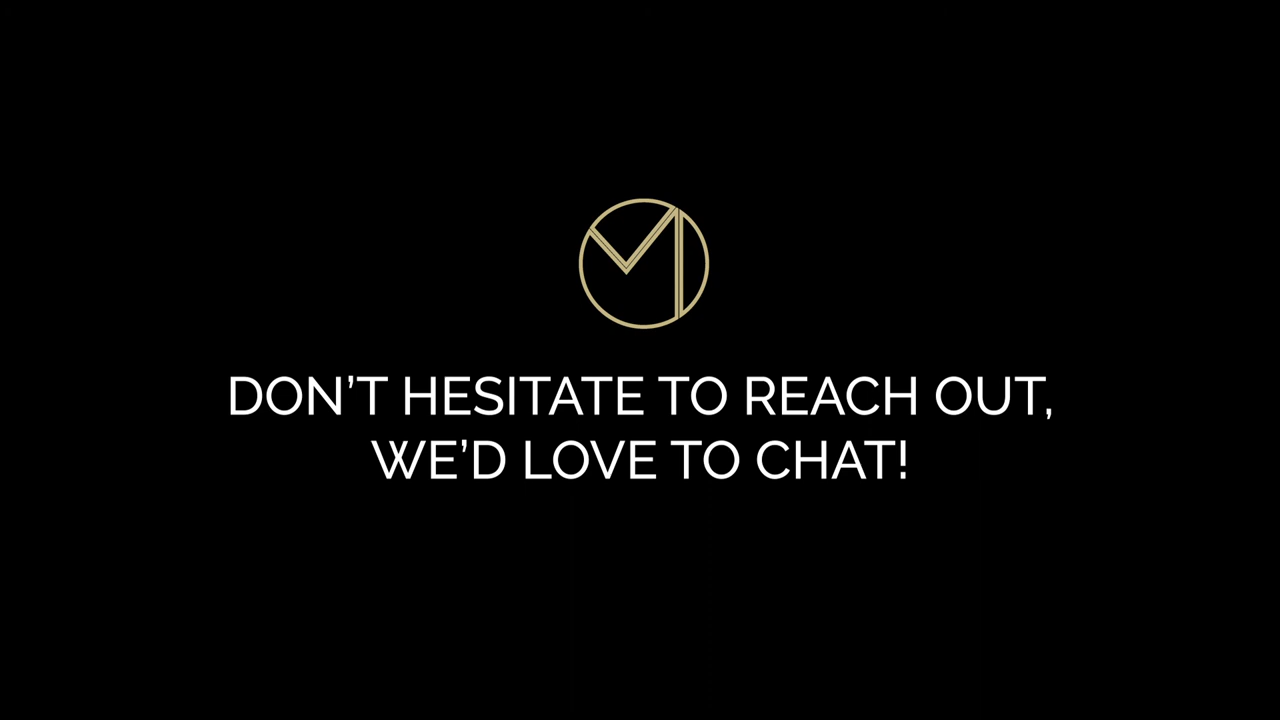 DON’T HESITATE TO REACH OUT,
WE’D LOVE TO CHAT!